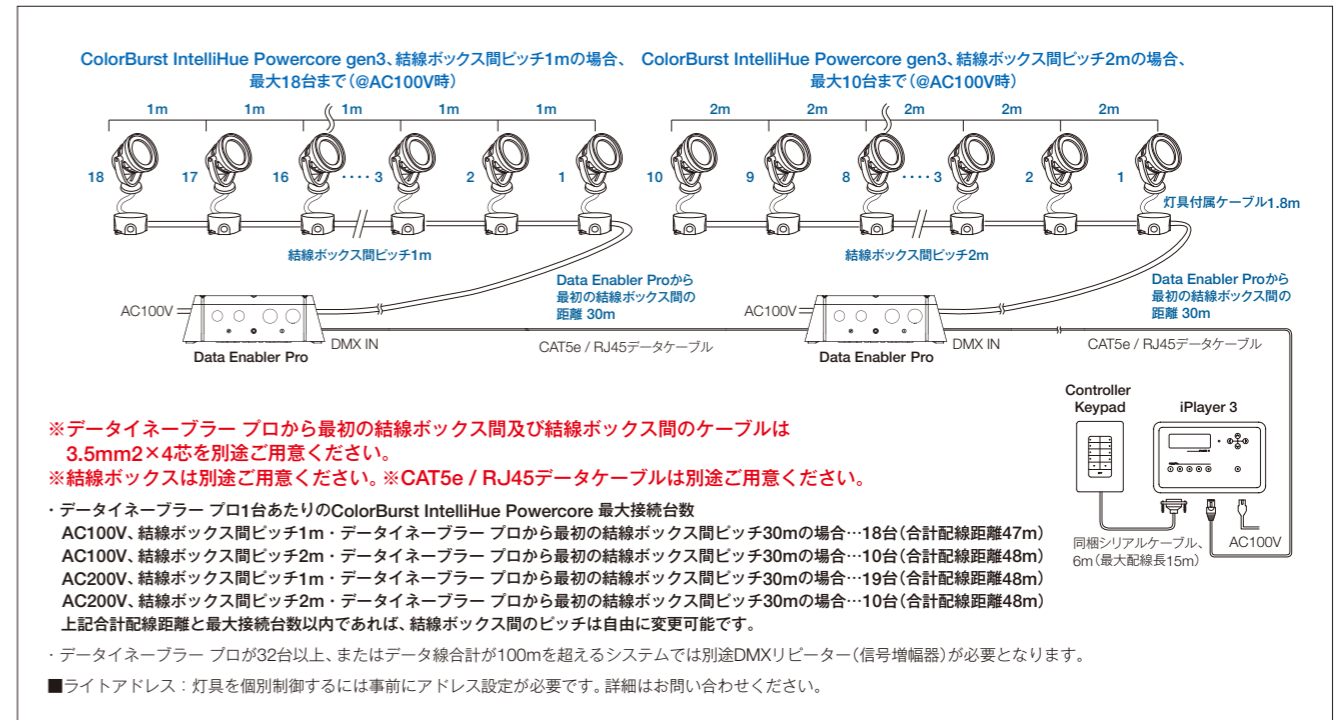 ColorBurst IntelliHue Powercore gen3、結線ボックス間ピッチ1mの場合、
最大18台まで（@AC100V時）
ColorBurst IntelliHue Powercore gen3、結線ボックス間ピッチ2mの場合、
最大10台まで（@AC100V時）
1m 1m 1m 1m 1m
2m 2m 2m 2m 2m
18 17 16 ････ 3 2 1
10 9 8 ････ 3 2 1
灯具付属ケーブル1.8m
結線ボックス間ピッチ1m
結線ボックス間ピッチ2m
Data Enabler Proから
最初の結線ボックス間の
距離 30m
Data Enabler Proから
最初の結線ボックス間の
距離 30m
AC100V
DMX IN
CAT5e / RJ45データケーブル
Data Enabler Pro
AC100V
DMX IN
CAT5e / RJ45データケーブル
Data Enabler Pro
Controller
Keypad
iPlayer 3
同梱シリアルケーブル、
6m（最大配線長15m）
AC100V
※データイネーブラー プロから最初の結線ボックス間及び結線ボックス間のケーブルは
3.5mm2×4芯を別途ご用意ください。
※結線ボックスは別途ご用意ください。※CAT5e / RJ45データケーブルは別途ご用意ください。
・データイネーブラー プロ1台あたりのColorBurst IntelliHue Powercore 最大接続台数
AC100V、結線ボックス間ピッチ1m・データイネーブラー プロから最初の結線ボックス間ピッチ30mの場合…18台（合計配線距離47m）
AC100V、結線ボックス間ピッチ2m・データイネーブラー プロから最初の結線ボックス間ピッチ30mの場合…10台（合計配線距離48m）
AC200V、結線ボックス間ピッチ1m・データイネーブラー プロから最初の結線ボックス間ピッチ30mの場合…19台（合計配線距離48m）
AC200V、結線ボックス間ピッチ2m・データイネーブラー プロから最初の結線ボックス間ピッチ30mの場合…10台（合計配線距離48m）
上記合計配線距離と最大接続台数以内であれば、結線ボックス間のピッチは自由に変更可能です。
・データイネーブラー プロが32台以上、またはデータ線合計が100mを超えるシステムでは別途DMXリピーター（信号増幅器）が必要となります。
■ライトアドレス：灯具を個別制御するには事前にアドレス設定が必要です。詳細はお問い合わせください。